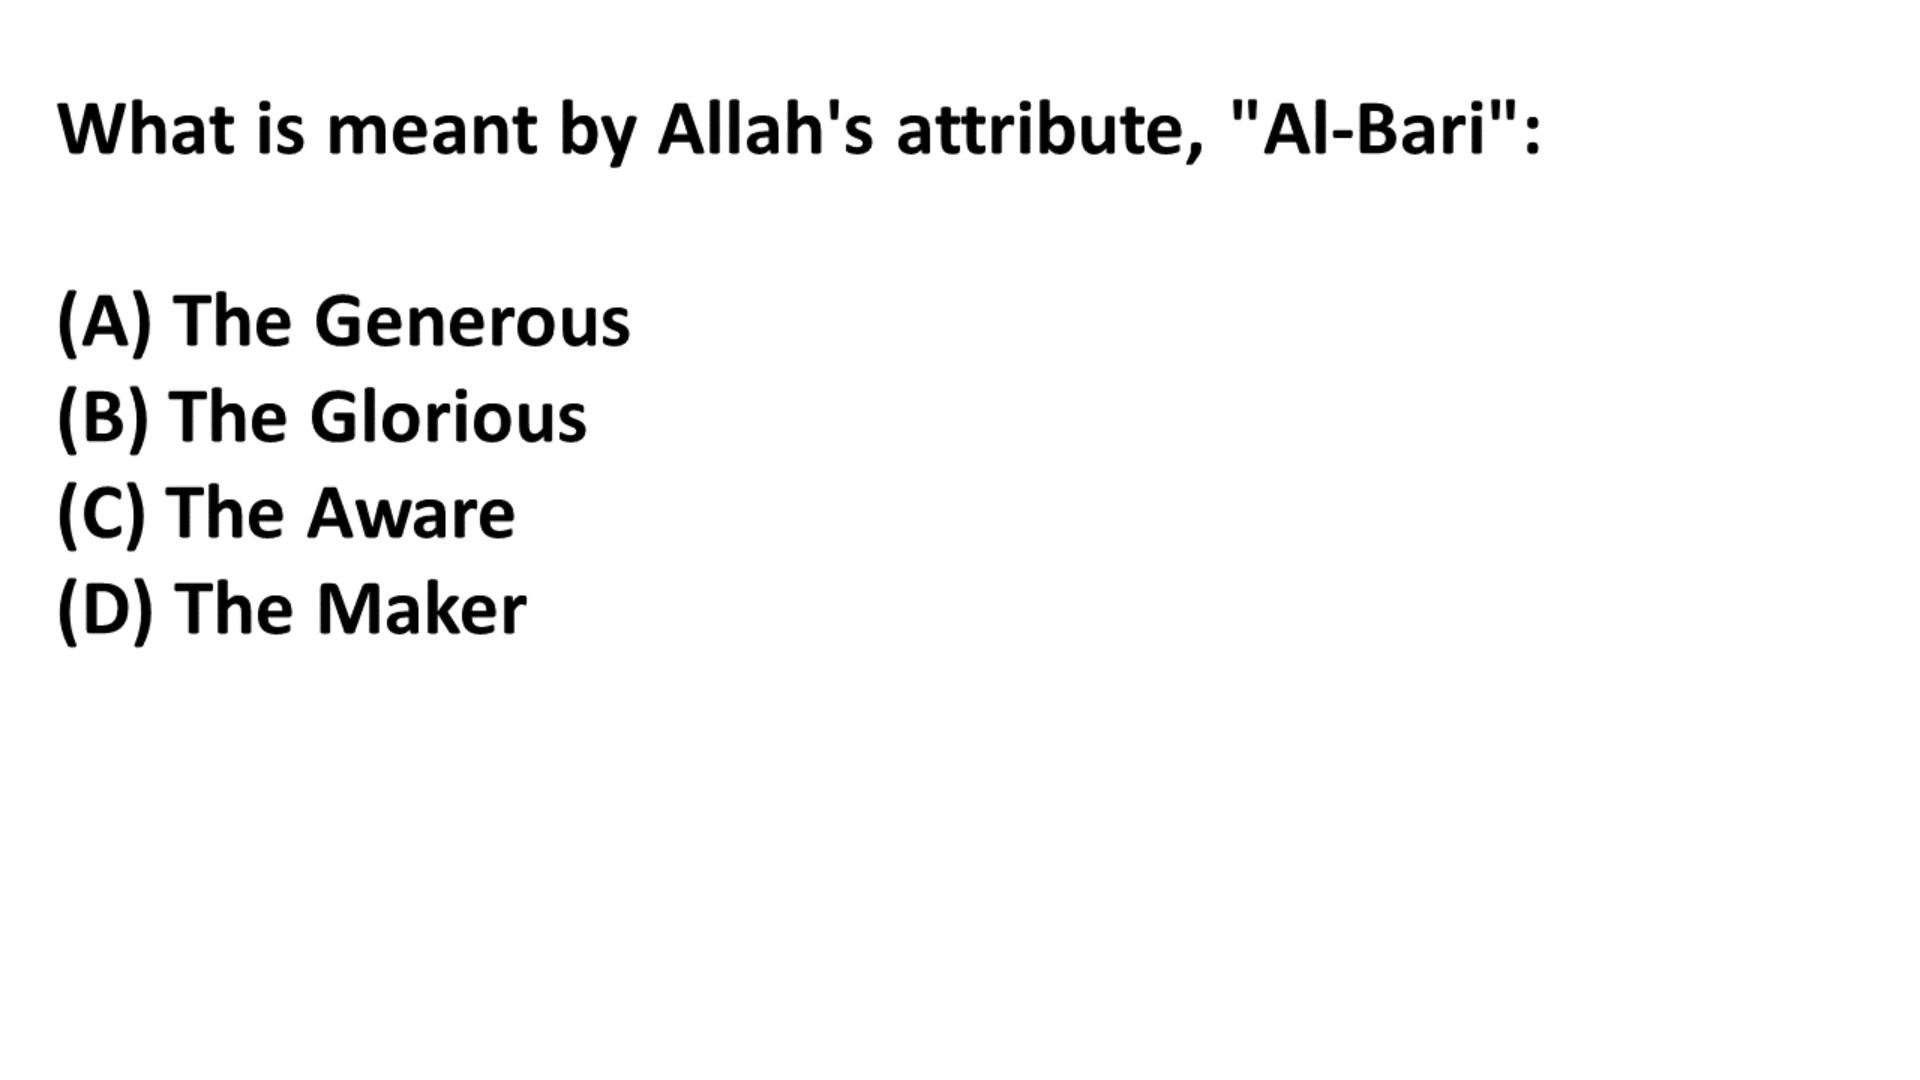 What is meant by Allah's attribute, "Al-Bari":
(A) The Generous
(B) The Glorious
(C) The Aware
(D) The Maker